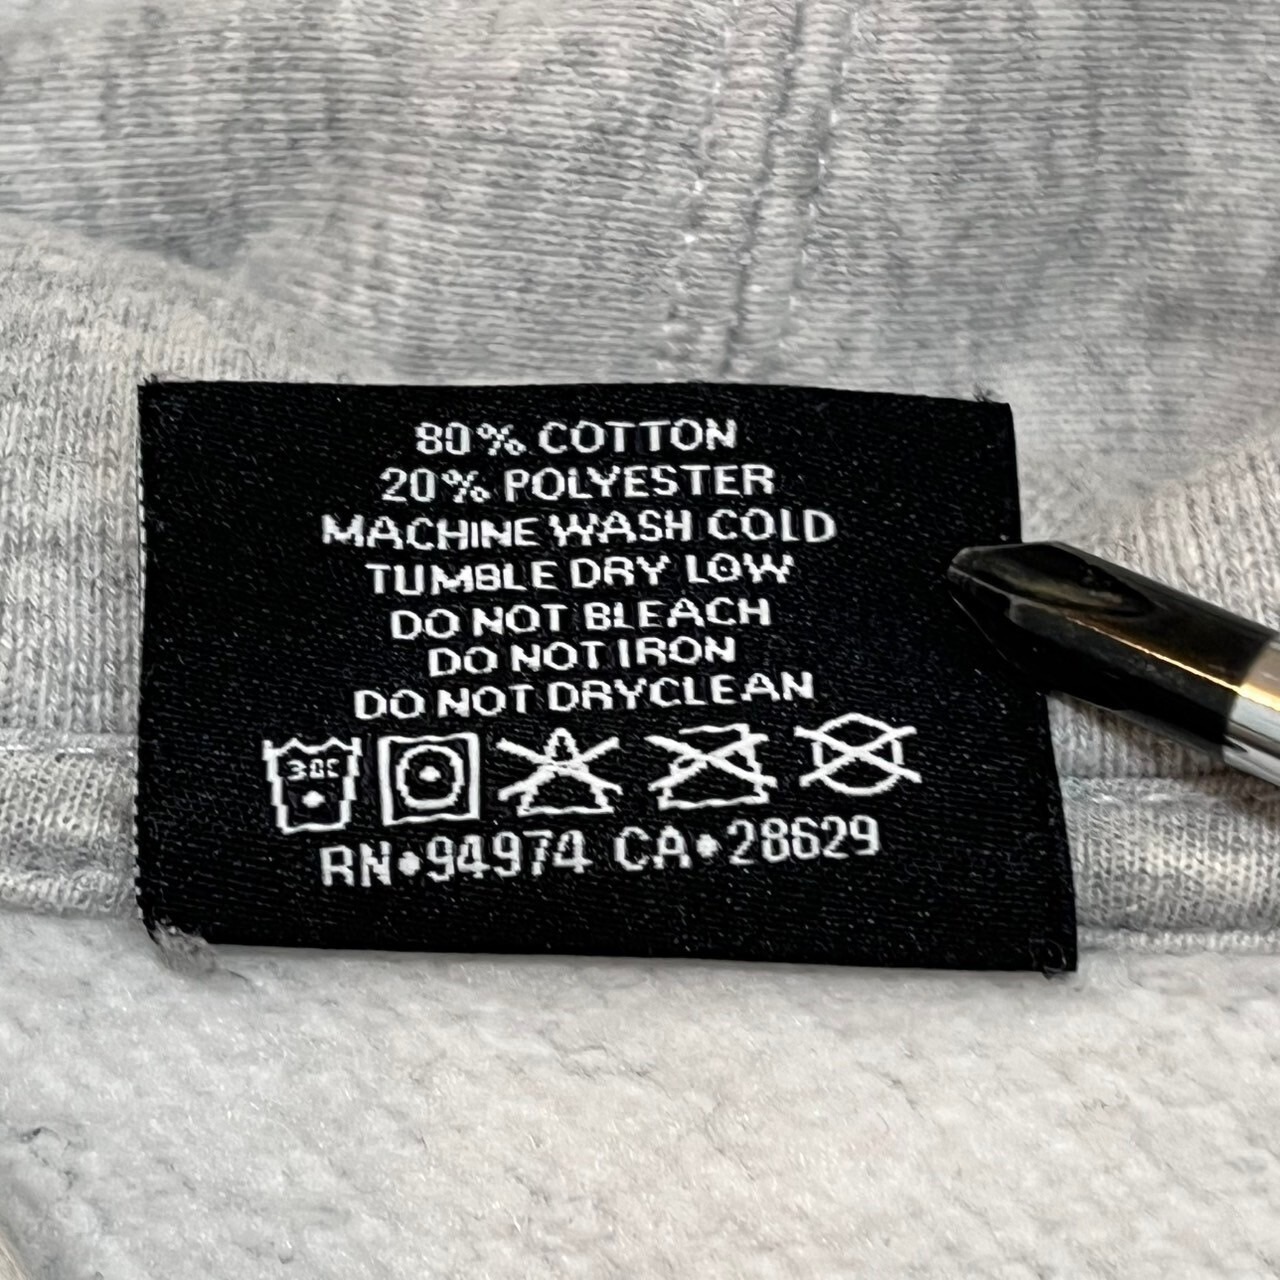 80% COTTON
20% POLYESTER
MACHINE WASH COLD
TUMBLE DRY LOW
DO NOT BLEACH
DO NOT IRON
DO NOT DRYCLEAN
30C
RN•94974 CA•28629